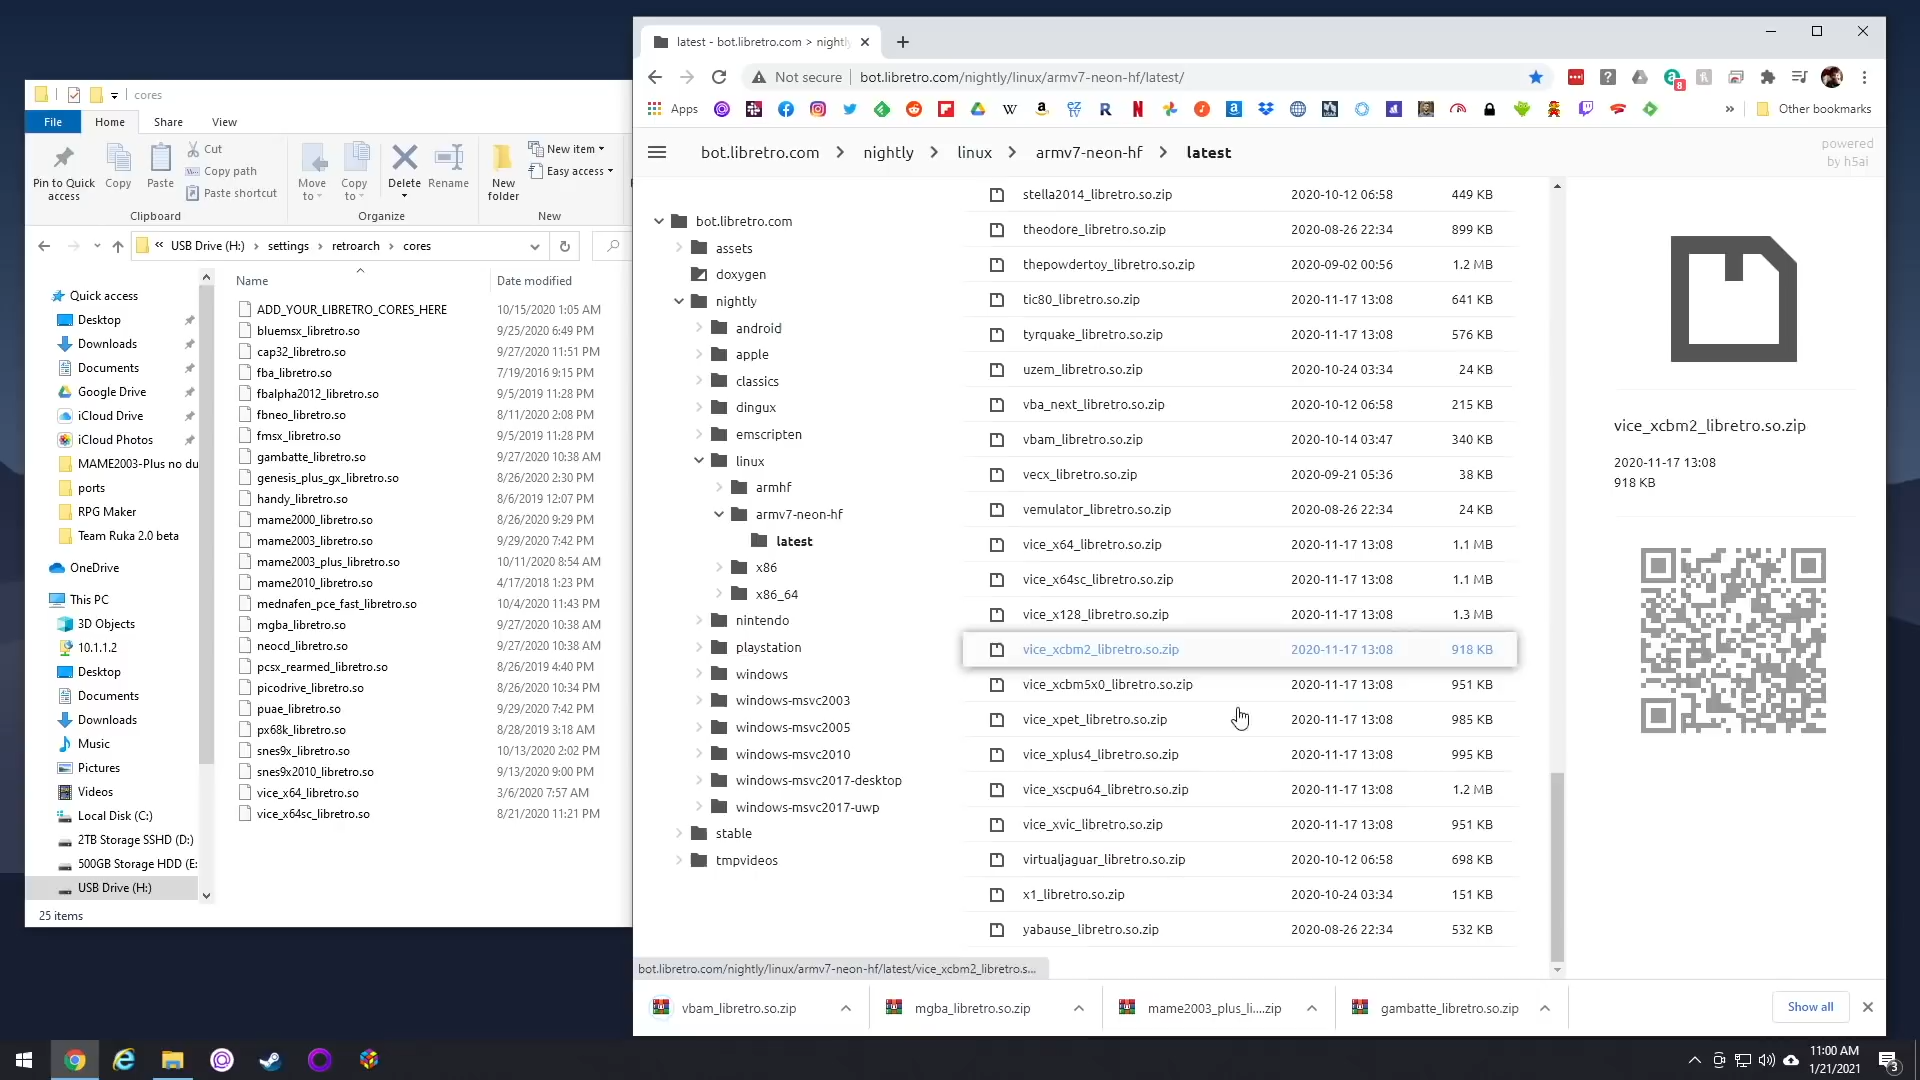 cores
File
Home
Share
View
Pin to Quick access
Copy
Paste
Cut
Copy path
Paste shortcut
Move to
Copy to
Delete
Rename
New folder
New item
Easy access
Clipboard
Organize
New
« USB Drive (H:) › settings › retroarch › cores
Quick access
Desktop
Downloads
Documents
Google Drive
iCloud Drive
iCloud Photos
MAME2003-Plus no du
ports
RPG Maker
Team Ruka 2.0 beta
OneDrive
This PC
3D Objects
10.1.1.2
Desktop
Documents
Downloads
Music
Pictures
Videos
Local Disk (C:)
2TB Storage SSHD (D:)
500GB Storage HDD (E:
USB Drive (H:)
25 items
Name Date modified
ADD_YOUR_LIBRETRO_CORES_HERE 10/15/2020 1:05 AM
bluemsx_libretro.so 9/25/2020 6:49 PM
cap32_libretro.so 9/27/2020 11:51 PM
fba_libretro.so 7/19/2016 9:15 PM
fbalpha2012_libretro.so 9/5/2019 11:28 PM
fbneo_libretro.so 8/11/2020 2:08 PM
fmsx_libretro.so 9/5/2019 11:28 PM
gambatte_libretro.so 9/27/2020 10:38 AM
genesis_plus_gx_libretro.so 8/26/2020 2:30 PM
handy_libretro.so 8/6/2019 12:07 PM
mame2000_libretro.so 8/26/2020 9:29 PM
mame2003_libretro.so 9/29/2020 7:42 PM
mame2003_plus_libretro.so 10/11/2020 8:54 AM
mame2010_libretro.so 4/17/2018 1:23 PM
mednafen_pce_fast_libretro.so 10/4/2020 11:43 PM
mgba_libretro.so 9/27/2020 10:38 AM
neocd_libretro.so 9/27/2020 10:38 AM
pcsx_rearmed_libretro.so 8/26/2019 4:40 PM
picodrive_libretro.so 8/26/2020 10:34 PM
puae_libretro.so 9/29/2020 7:42 PM
px68k_libretro.so 8/28/2019 3:18 AM
snes9x_libretro.so 10/13/2020 2:02 PM
snes9x2010_libretro.so 9/13/2020 9:00 PM
vice_x64_libretro.so 3/6/2020 7:57 AM
vice_x64sc_libretro.so 8/21/2020 11:21 PM
latest - bot.libretro.com > nightly
Not secure | bot.libretro.com/nightly/linux/armv7-neon-hf/latest/
8
Apps
Other bookmarks
bot.libretro.com > nightly > linux > armv7-neon-hf > latest
powered
by h5ai
bot.libretro.com
assets
doxygen
nightly
android
apple
classics
dingux
emscripten
linux
armhf
armv7-neon-hf
latest
x86
x86_64
nintendo
playstation
windows
windows-msvc2003
windows-msvc2005
windows-msvc2010
windows-msvc2017-desktop
windows-msvc2017-uwp
stable
tmpvideos
stella2014_libretro.so.zip 2020-10-12 06:58 449 KB
theodore_libretro.so.zip 2020-08-26 22:34 899 KB
thepowdertoy_libretro.so.zip 2020-09-02 00:56 1.2 MB
tic80_libretro.so.zip 2020-11-17 13:08 641 KB
tyrquake_libretro.so.zip 2020-11-17 13:08 576 KB
uzem_libretro.so.zip 2020-10-24 03:34 24 KB
vba_next_libretro.so.zip 2020-10-12 06:58 215 KB
vbam_libretro.so.zip 2020-10-14 03:47 340 KB
vecx_libretro.so.zip 2020-09-21 05:36 38 KB
vemulator_libretro.so.zip 2020-08-26 22:34 24 KB
vice_x64_libretro.so.zip 2020-11-17 13:08 1.1 MB
vice_x64sc_libretro.so.zip 2020-11-17 13:08 1.1 MB
vice_x128_libretro.so.zip 2020-11-17 13:08 1.3 MB
vice_xcbm2_libretro.so.zip 2020-11-17 13:08 918 KB
vice_xcbm5x0_libretro.so.zip 2020-11-17 13:08 951 KB
vice_xpet_libretro.so.zip 2020-11-17 13:08 985 KB
vice_xplus4_libretro.so.zip 2020-11-17 13:08 995 KB
vice_xscpu64_libretro.so.zip 2020-11-17 13:08 1.2 MB
vice_xvic_libretro.so.zip 2020-11-17 13:08 951 KB
virtualjaguar_libretro.so.zip 2020-10-12 06:58 698 KB
x1_libretro.so.zip 2020-10-24 03:34 151 KB
yabause_libretro.so.zip 2020-08-26 22:34 532 KB
vice_xcbm2_libretro.so.zip
2020-11-17 13:08
918 KB
bot.libretro.com/nightly/linux/armv7-neon-hf/latest/vice_xcbm2_libretro.s...
vbam_libretro.so.zip
mgba_libretro.so.zip
mame2003_plus_li....zip
gambatte_libretro.so.zip
Show all
11:00 AM
1/21/2021
3